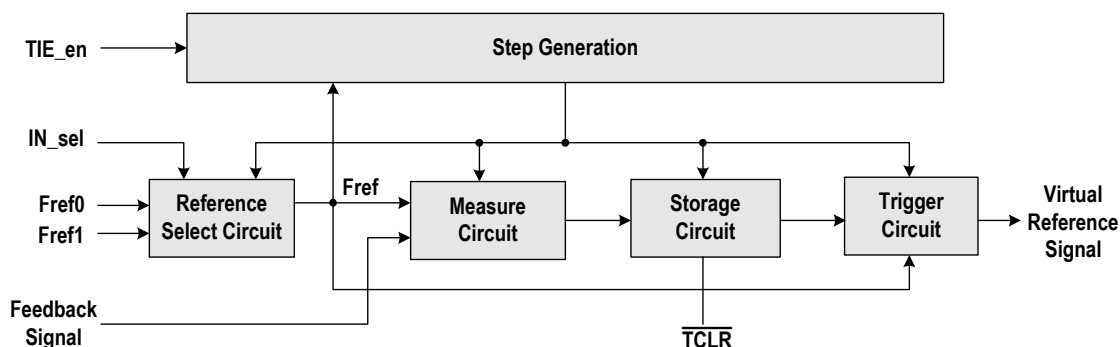 TIE_en
Step Generation
IN_sel
Fref0
Fref1
Reference
Select Circuit
Fref
Measure
Circuit
Storage
Circuit
Trigger
Circuit
Virtual
Reference
Signal
Feedback
Signal
TCLR